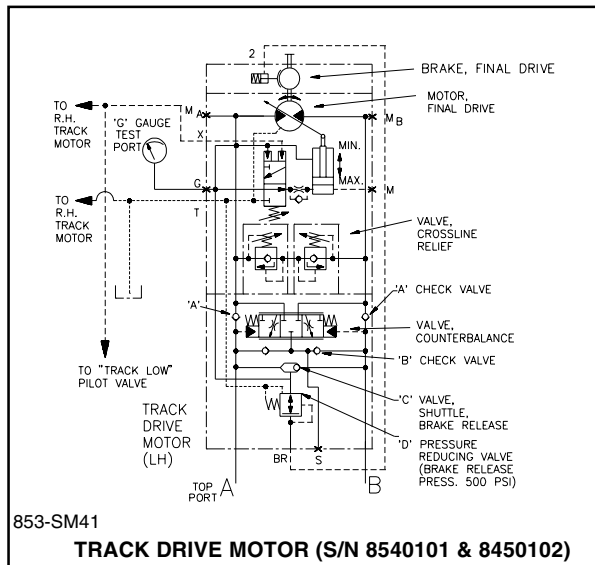 2
BRAKE, FINAL DRIVE
MOTOR,
FINAL DRIVE
TO
R.H.
TRACK
MOTOR
M A
M B
'G' GAUGE
TEST
PORT
X
MIN.
MAX.
G
M
TO
R.H.
TRACK
MOTOR
T
VALVE,
CROSSLINE
RELIEF
'A'
'A' CHECK VALVE
VALVE,
COUNTERBALANCE
'B' CHECK VALVE
TO "TRACK LOW"
PILOT VALVE
'C' VALVE,
SHUTTLE,
BRAKE RELEASE
TRACK
DRIVE
MOTOR
(LH)
'D' PRESSURE
REDUCING VALVE
(BRAKE RELEASE
PRESS. 500 PSI)
BR
S
TOP
PORT
A
B
853-SM41
TRACK DRIVE MOTOR (S/N 8540101 & 8450102)